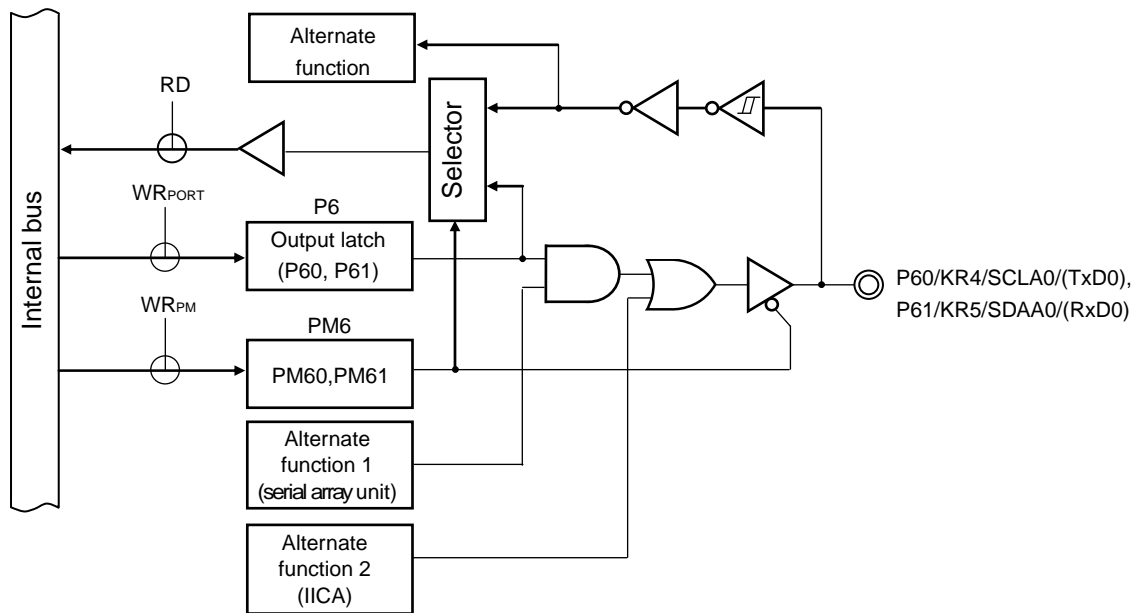 Alternate
function
RD
Selector
WRPORT
P6
Output latch
(P60, P61)
Internal bus
P60/KR4/SCLA0/(TxD0),
P61/KR5/SDAA0/(RxD0)
WRPM
PM6
PM60,PM61
Alternate
function 1
(serial array unit)
Alternate
function 2
(IICA)